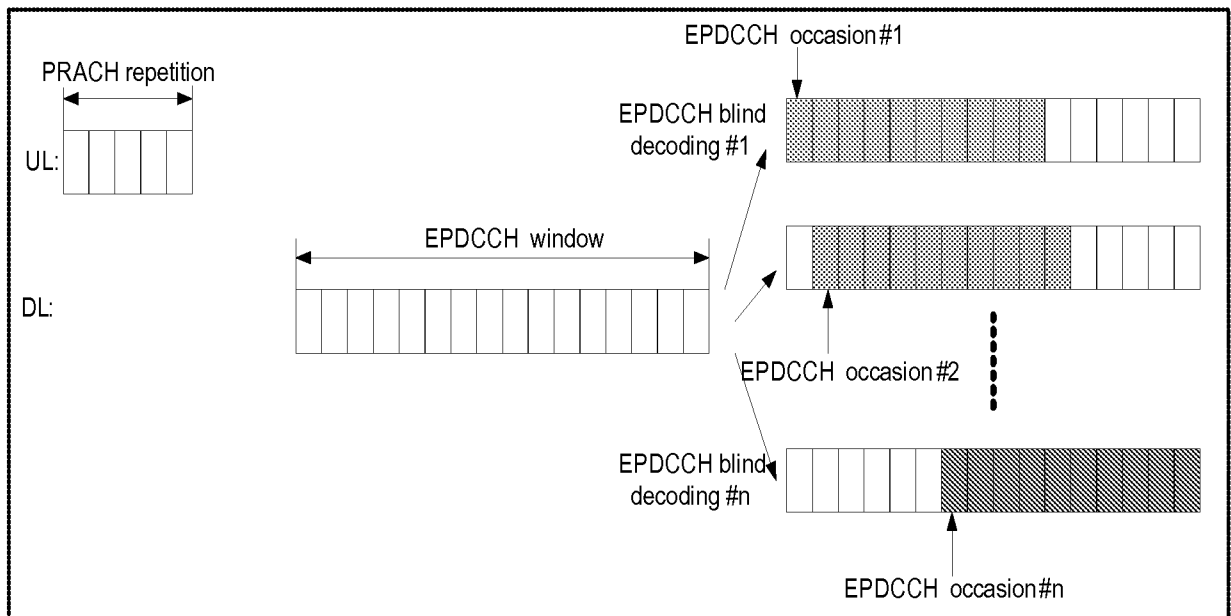 EPDCCH occasion #1
PRACH repetition
EPDCCH blind
decoding #1
UL:
EPDCCH window
DL:
EPDCCH occasion #2
EPDCCH blind
decoding #n
EPDCCH occasion #n